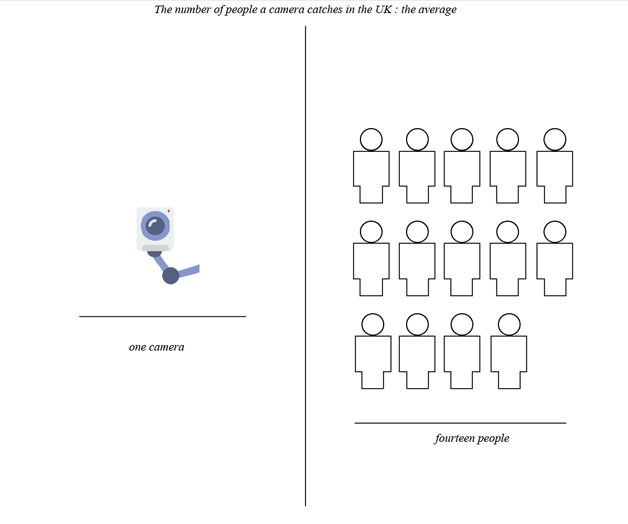 The number of people a camera catches in the UK : the average
one camera
fourteen people